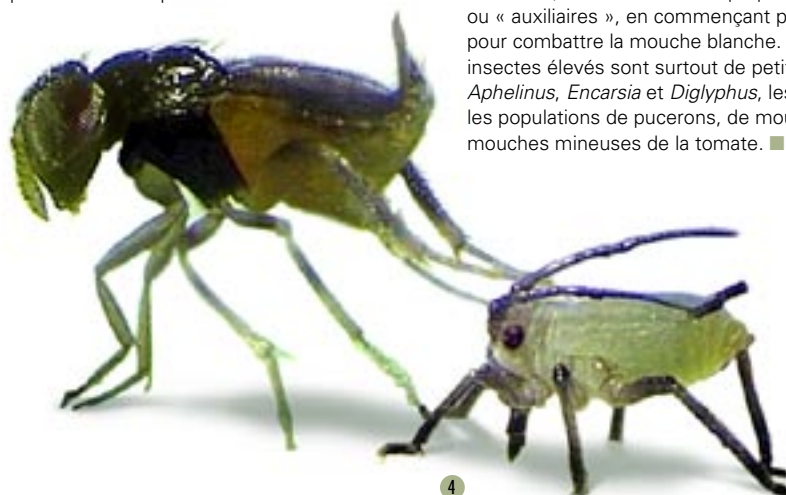 ou « auxiliaires », en commençant p
pour combattre la mouche blanche.
insectes élevés sont surtout de petit
Aphelinus, Encarsia et Diglyphus, les
les populations de pucerons, de mou
mouches mineuses de la tomate. ■
4